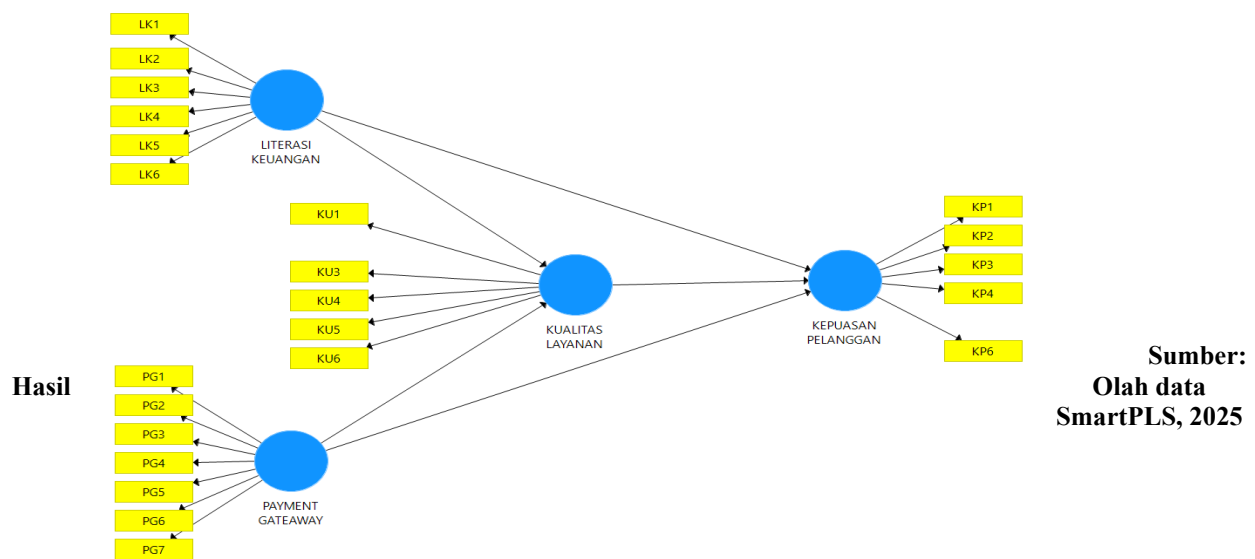 LK1
LK2
LK3
LK4
LK5
LK6
LITERASI
KEUANGAN
KU1
KU3
KU4
KU5
KU6
KUALITAS
LAYANAN
KP1
KP2
KP3
KP4
KP6
KEPUASAN
PELANGGAN
PG1
PG2
PG3
PG4
PG5
PG6
PG7
PAYMENT
GATEAWAY
Hasil
Sumber:
Olah data
SmartPLS, 2025